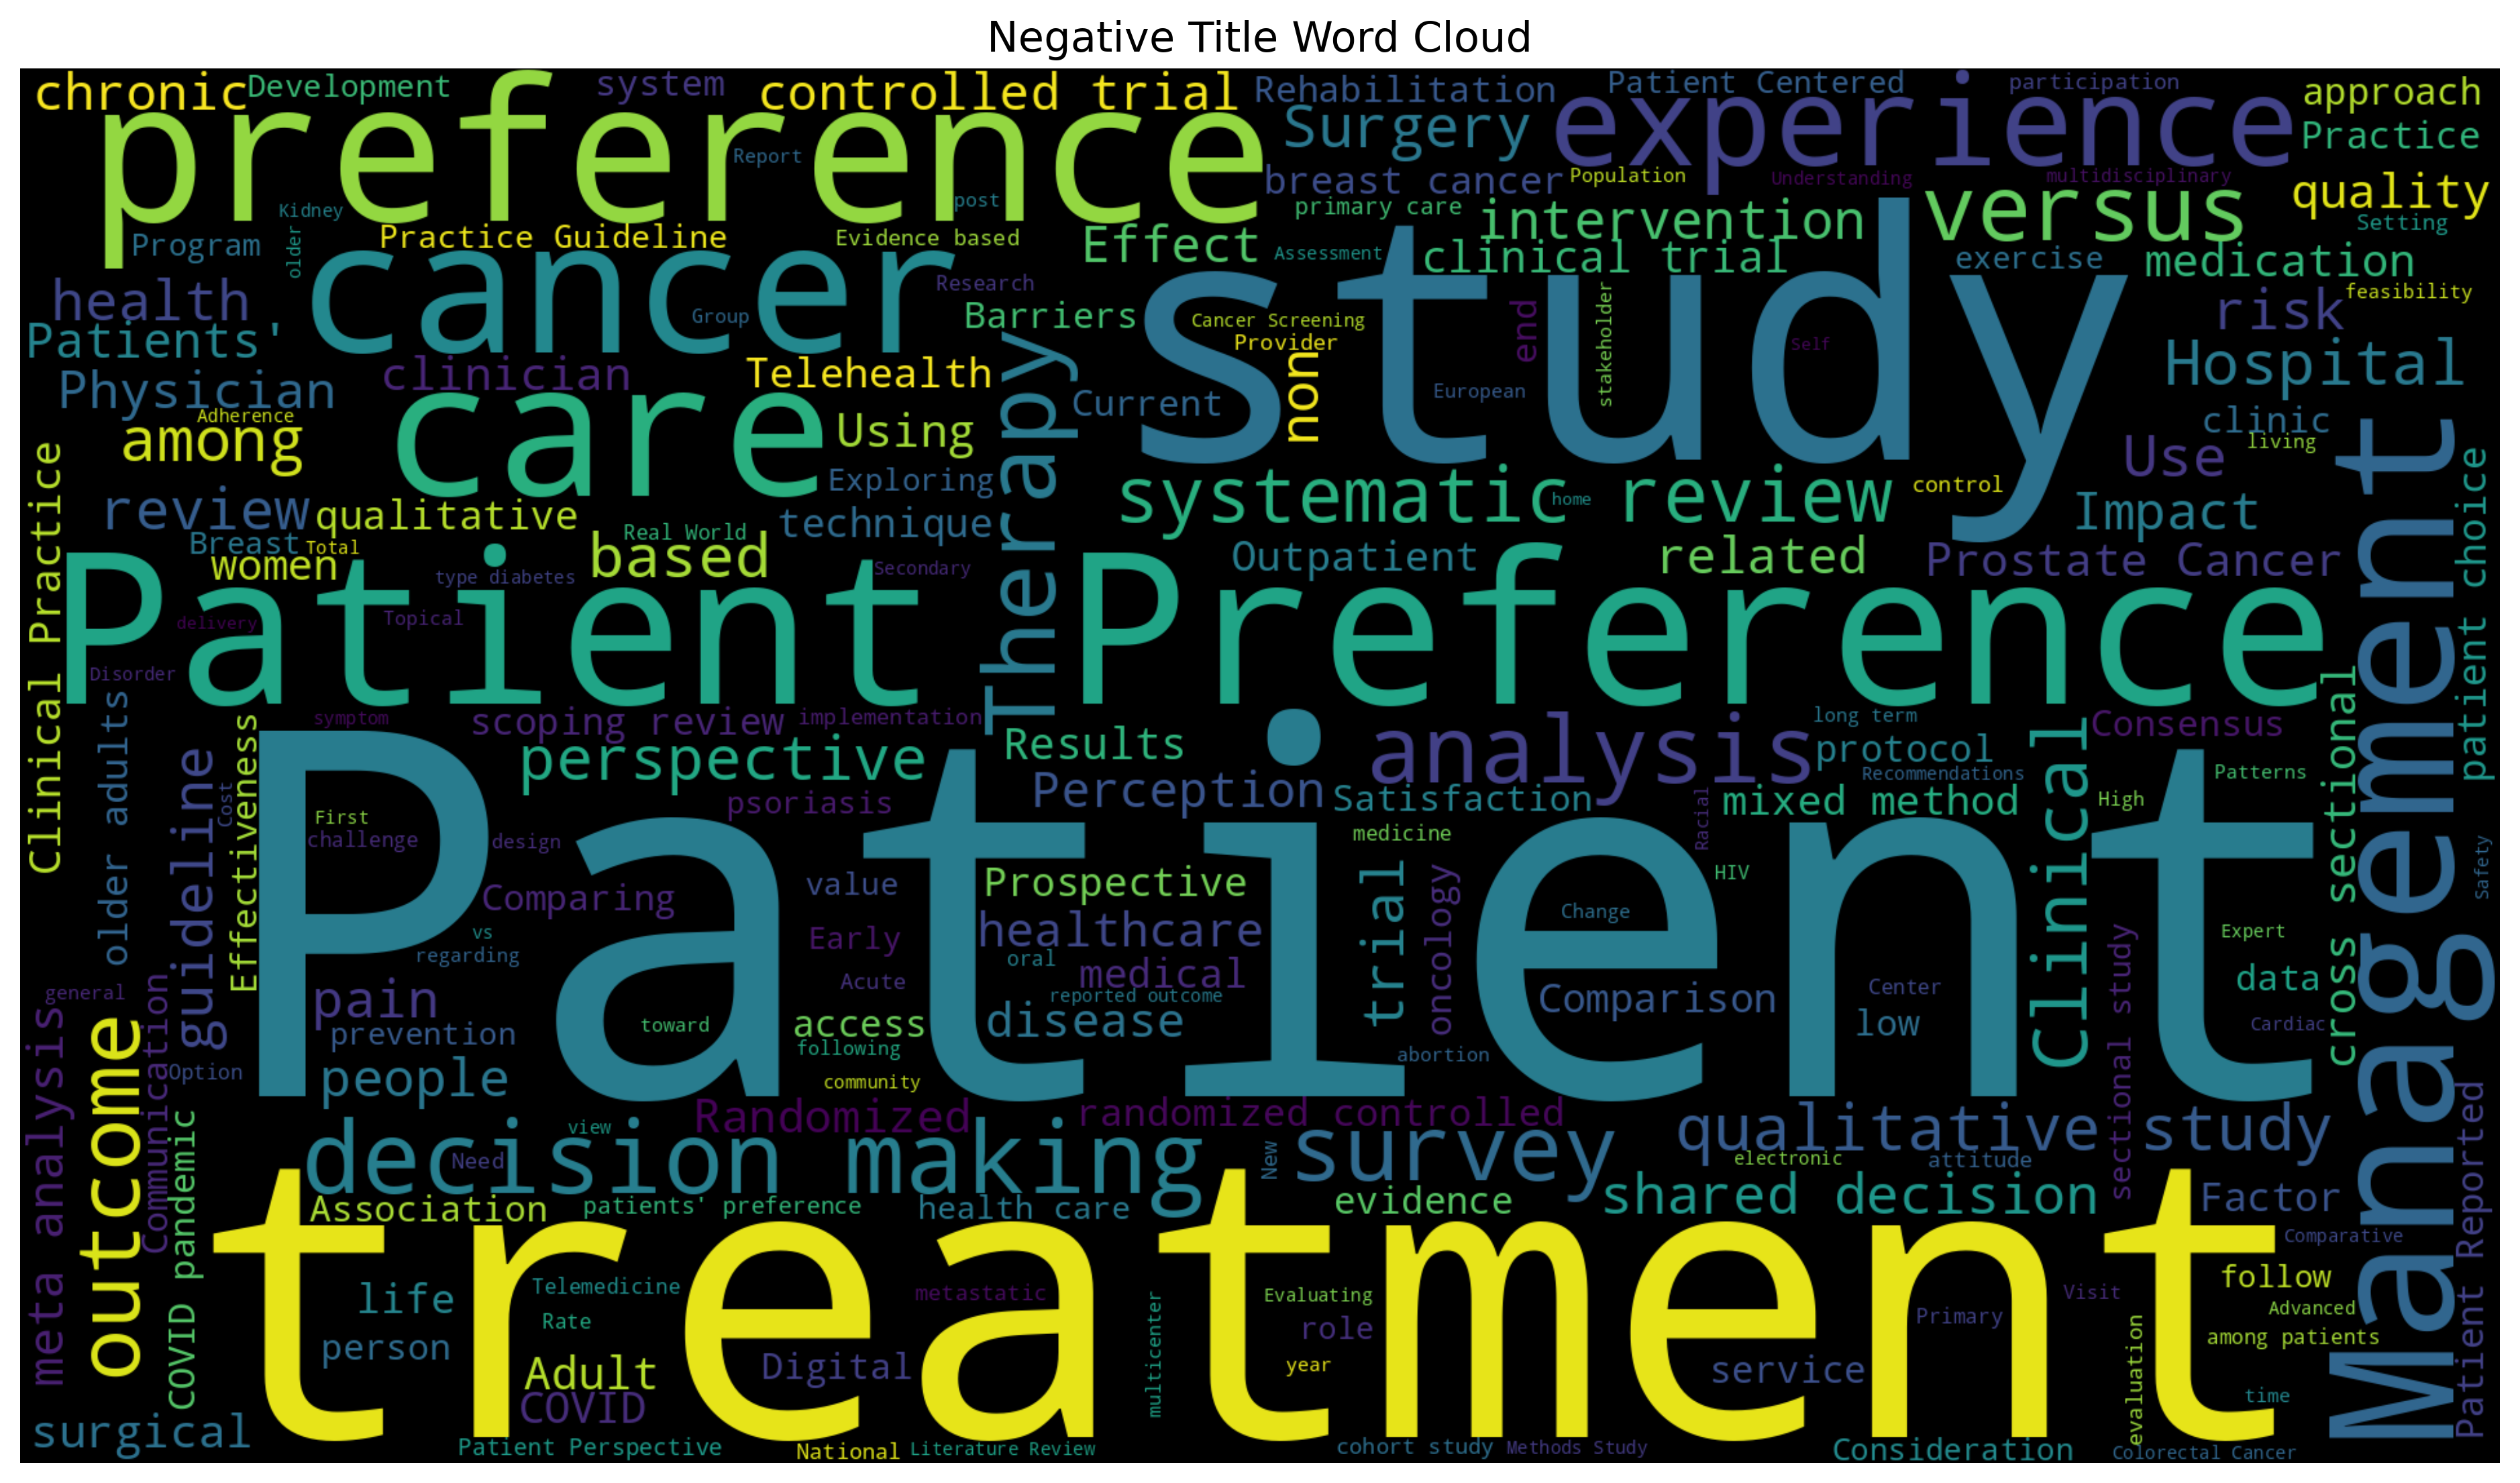 Negative Title Word Cloud
chronic
Development
system
controlled trial
Rehabilitation
Patient Centered
participation
approach
preference
Surgery
experience
Practice
Report
breast cancer
Population
Understanding
multidisciplinary
quality
Kidney
post
primary care
intervention
versus
Setting
Program
older
Practice Guideline
Evidence based
Effect
Assessment
clinical trial
exercise
medication
health
cancer
Research
study
risk
feasibility
Patients'
Group
Barriers
Cancer Screening
Provider
end
stakeholder
Self
Hospital
Physician
clinician
Telehealth
Therapy
Current
non
European
clinic
Adherence
among
care
Using
Use
living
Clinical Practice
review
qualitative
Exploring
technique
systematic review
home
control
Impact
Management
patient choice
Breast
Total
women
Real World
based
type diabetes
Secondary
Outpatient
related
Prostate Cancer
Patient Preference
delivery
Topical
Disorder
older adults
symptom
scoping review
implementation
long term
Consensus
cross sectional
guideline
Effectiveness
Cost
perspective
Results
analysis
protocol
Clinical
Recommendations
Patterns
Patient
First
challenge
design
psoriasis
Perception
Satisfaction
medicine
Racial
mixed method
High
Safety
Comparing
value
Prospective
trial
oncology
HIV
vs
regarding
Early
healthcare
oral
Change
Expert
general
Communication
pain
Acute
medical
reported outcome
Comparison
Center
sectional study
data
meta analysis
outcome
prevention
toward
access
following
disease
low
Cardiac
Option
people
community
abortion
COVID pandemic
Randomized
randomized controlled
decision making
view
Need
New
survey
qualitative study
electronic
attitude
Patient Reported
Association
patients' preference
health care
evidence
shared decision
Factor
treatment
Comparative
life
Telemedicine
metastatic
Evaluating
Visit
follow
Rate
multicenter
role
Primary
Advanced
person
among patients
Adult
Digital
year
service
evaluation
COVID
time
surgical
Patient Perspective
National
Literature Review
cohort study
Methods Study
Consideration
Colorectal Cancer